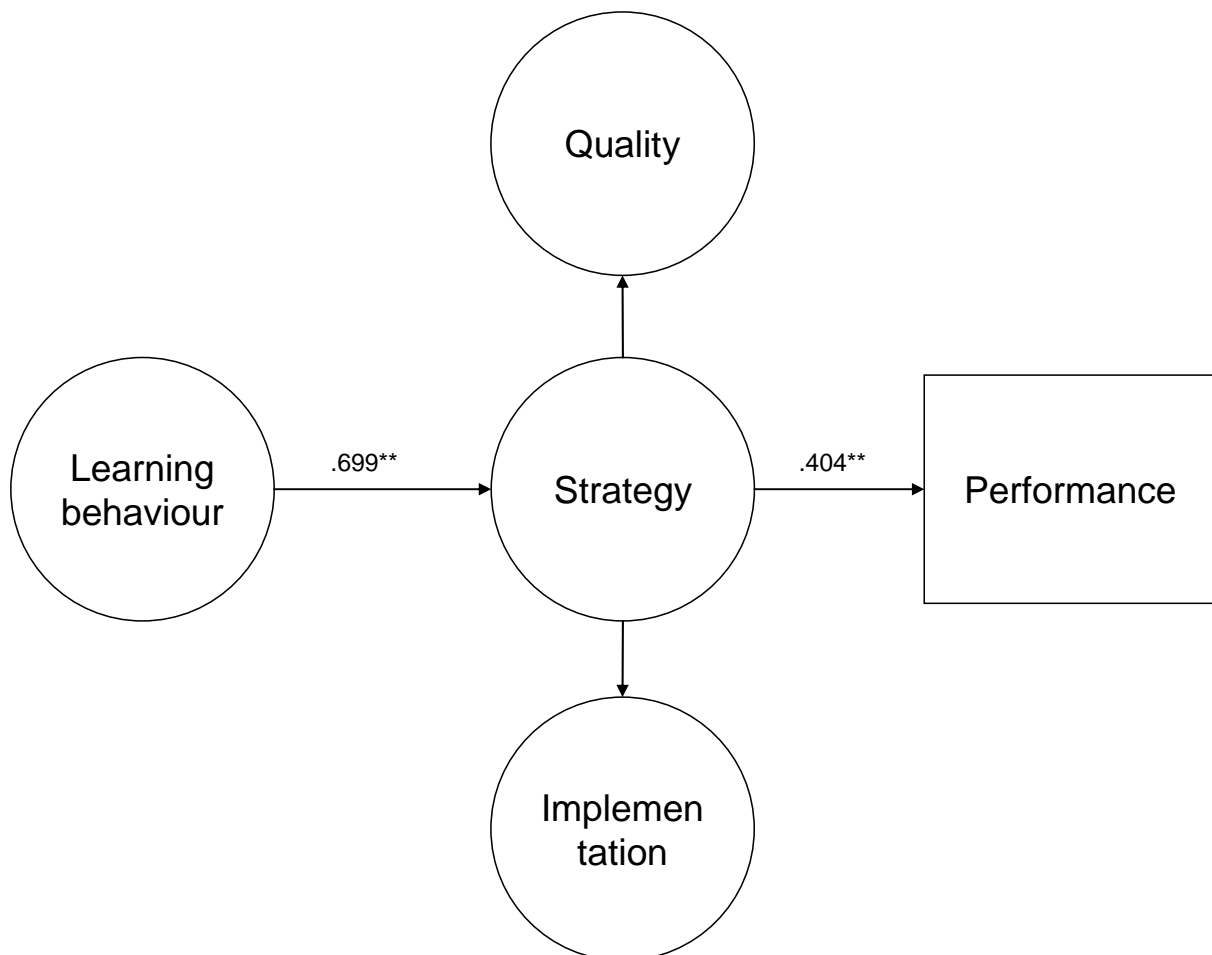 Quality
Learning
behaviour
.699**
Strategy
.404**
Performance
Implemen
tation